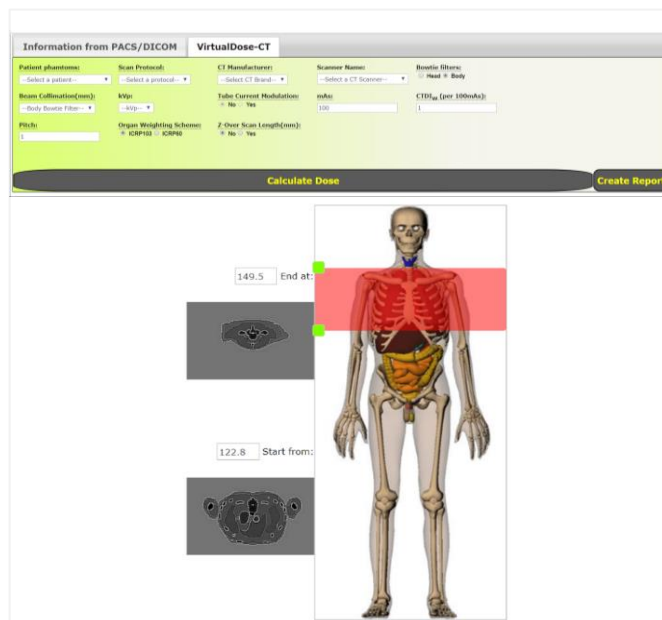 Information from PACS/DICOM VirtualDose-CT
Patient phantoms: Scan Protocol: CT Manufacturer: Scanner Name: Bowtie filters:
--Select a patient-- --Select a protocol-- --Select CT Brand-- --Select a CT Scanner-- Head Body
Beam Collimation(mm): kVp: Tube Current Modulation: mAs: CTDIw (per 100mAs):
--Body Bowtie Filter-- --kVp-- No Yes 100 1
Pitch: Organ Weighting Scheme: Z-Over Scan Length(mm):
1 ICRP103 ICRP60 No Yes
Calculate Dose Create Repor
149.5 End at:
122.8 Start from: